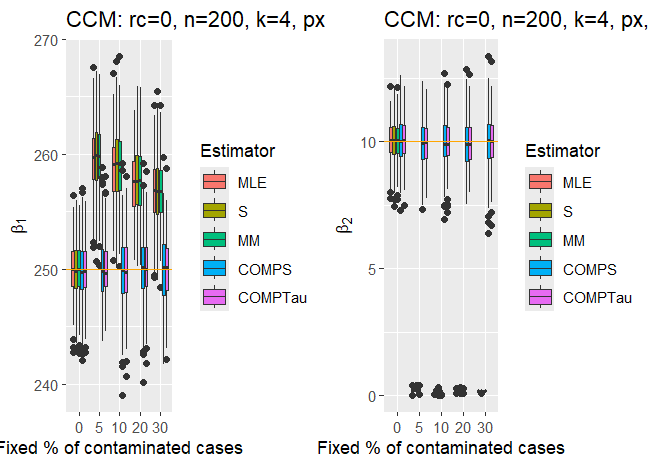 CCM: rc=0, n=200, k=4, px
270
260
250
240
β1
0 5 10 20 30
Fixed % of contaminated cases
Estimator
MLE
S
MM
COMPS
COMPTau
CCM: rc=0, n=200, k=4, px,
10
5
0
β2
0 5 10 20 30
Fixed % of contaminated cases
Estimator
MLE
S
MM
COMPS
COMPTau